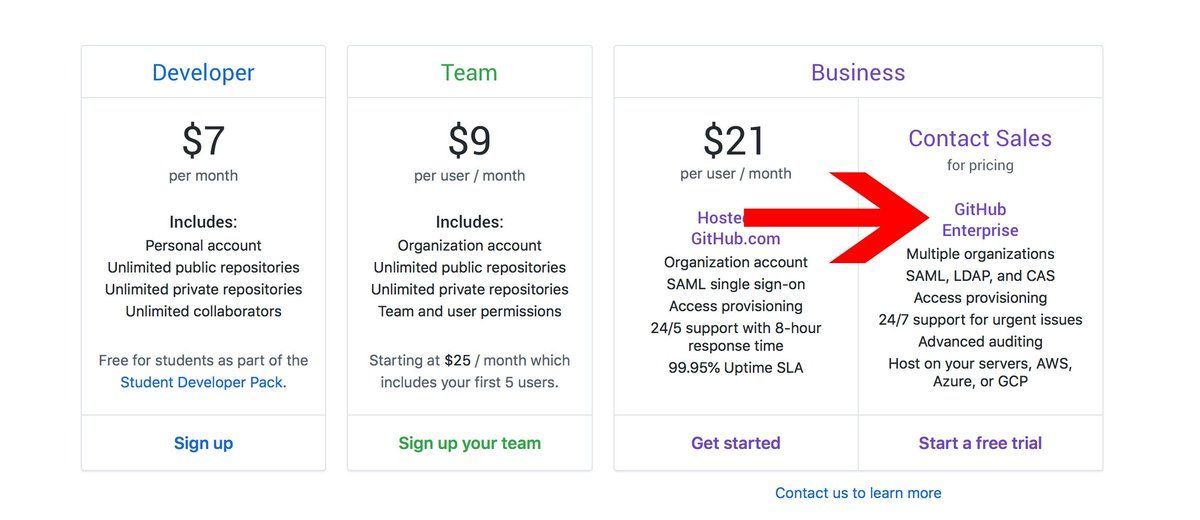 Developer
$7
per month
Includes:
Personal account
Unlimited public repositories
Unlimited private repositories
Unlimited collaborators
Free for students as part of the
Student Developer Pack.
Sign up
Team
$9
per user / month
Includes:
Organization account
Unlimited public repositories
Unlimited private repositories
Team and user permissions
Starting at $25 / month which
includes your first 5 users.
Sign up your team
Business
$21
per user / month
Hosted
GitHub.com
Organization account
SAML single sign-on
Access provisioning
24/5 support with 8-hour
response time
99.95% Uptime SLA
Get started
Contact Sales
for pricing
GitHub
Enterprise
Multiple organizations
SAML, LDAP, and CAS
Access provisioning
24/7 support for urgent issues
Advanced auditing
Host on your servers, AWS,
Azure, or GCP
Start a free trial
Contact us to learn more